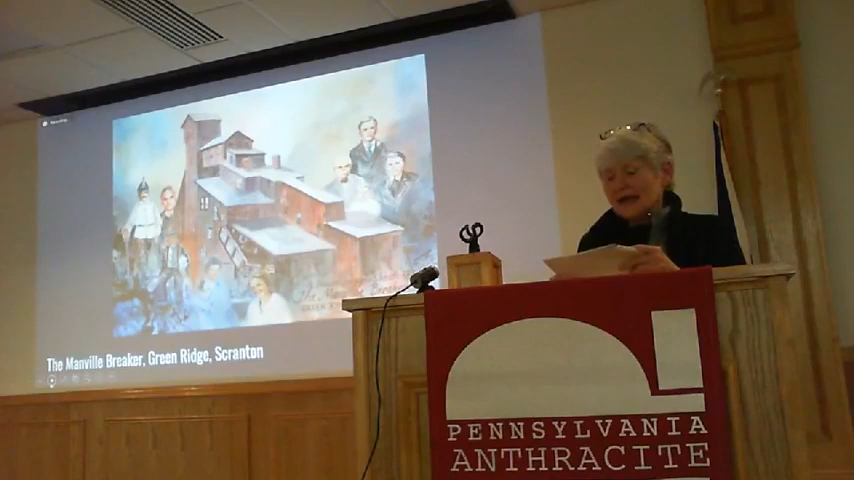 The Manville Breaker, Green Ridge, Scranton
PENNSYLVANIA
ANTHRACITE